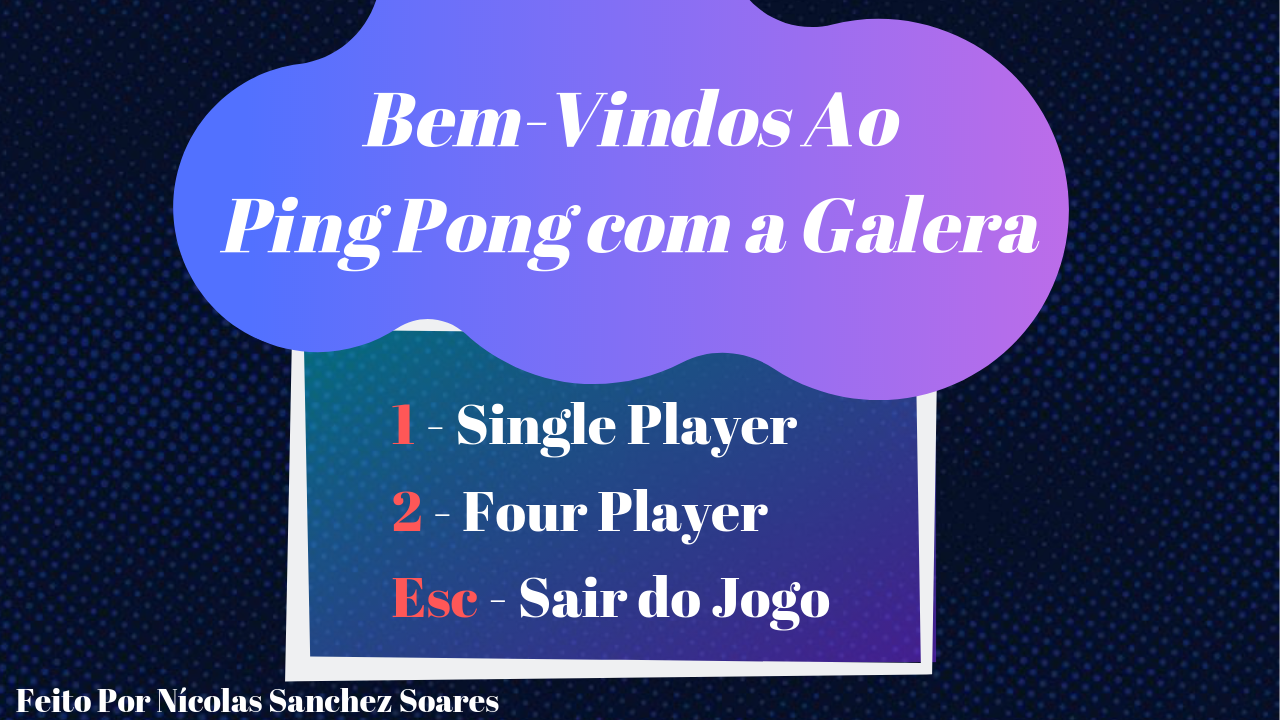 Bem-Vindos Ao
Ping Pong com a Galera
1 - Single Player
2 - Four Player
Esc - Sair do Jogo
Feito Por Nícolas Sanchez Soares